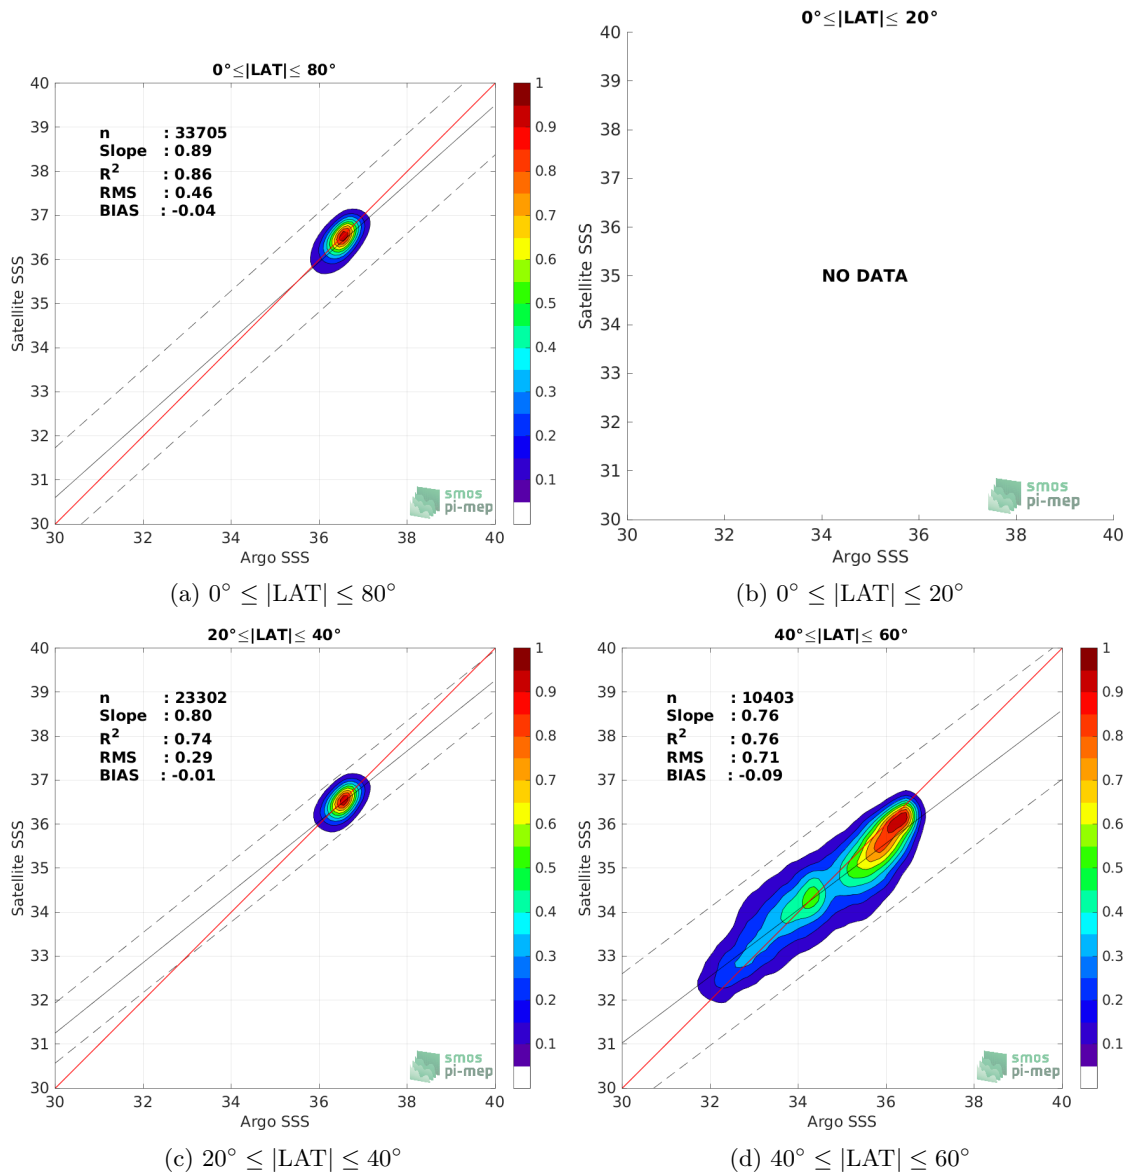 0°≤|LAT|≤ 80°
n : 33705
Slope : 0.89
R² : 0.86
RMS : 0.46
BIAS : -0.04
40
39
38
37
36
35
34
33
32
31
30
Satellite SSS
30 32 34 36 38 40
Argo SSS
1
0.9
0.8
0.7
0.6
0.5
0.4
0.3
0.2
0.1
smos
pi-mep
(a) 0° ≤ |LAT| ≤ 80°
0°≤|LAT|≤ 20°
40
39
38
37
36
35
34
33
32
31
30
Satellite SSS
NO DATA
30 32 34 36 38 40
Argo SSS
smos
pi-mep
(b) 0° ≤ |LAT| ≤ 20°
20°≤|LAT|≤ 40°
n : 23302
Slope : 0.80
R² : 0.74
RMS : 0.29
BIAS : -0.01
40
39
38
37
36
35
34
33
32
31
30
Satellite SSS
30 32 34 36 38 40
Argo SSS
1
0.9
0.8
0.7
0.6
0.5
0.4
0.3
0.2
0.1
smos
pi-mep
(c) 20° ≤ |LAT| ≤ 40°
40°≤|LAT|≤ 60°
n : 10403
Slope : 0.76
R² : 0.76
RMS : 0.71
BIAS : -0.09
40
39
38
37
36
35
34
33
32
31
30
Satellite SSS
30 32 34 36 38 40
Argo SSS
1
0.9
0.8
0.7
0.6
0.5
0.4
0.3
0.2
0.1
smos
pi-mep
(d) 40° ≤ |LAT| ≤ 60°